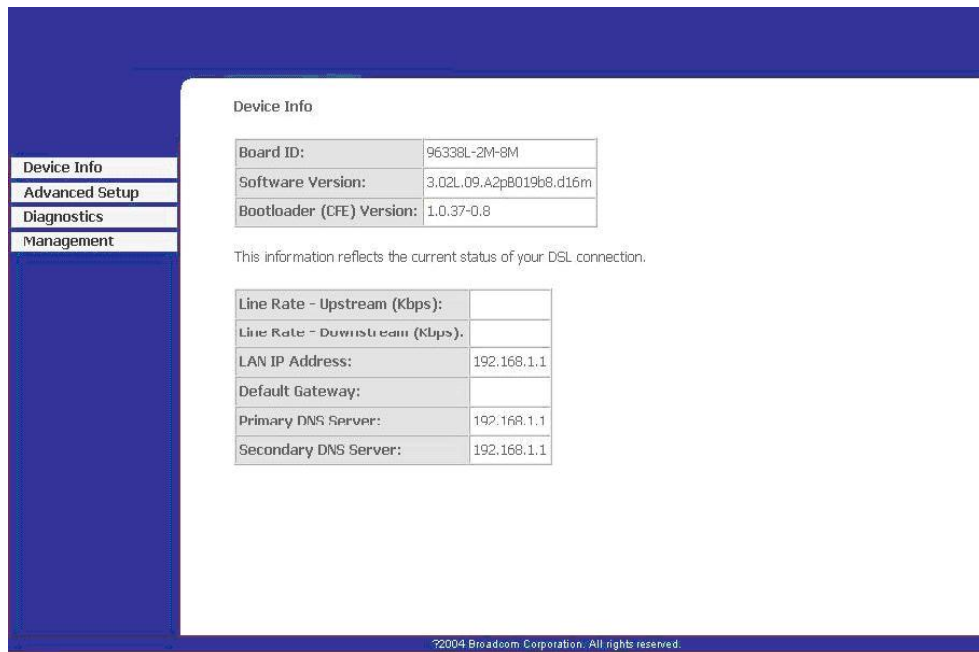 Device Info
Advanced Setup
Diagnostics
Management
Device Info
Board ID: 96338L-2M-8M
Software Version: 3.02L.09.A2pB019b8.d16m
Bootloader (CFE) Version: 1.0.37-0.8
This information reflects the current status of your DSL connection.
Line Rate - Upstream (Kbps):
Line Rate - Downstream (Kbps):
LAN IP Address: 192.168.1.1
Default Gateway:
Primary DNS Server: 192.168.1.1
Secondary DNS Server: 192.168.1.1
?2004 Broadcom Corporation. All rights reserved.